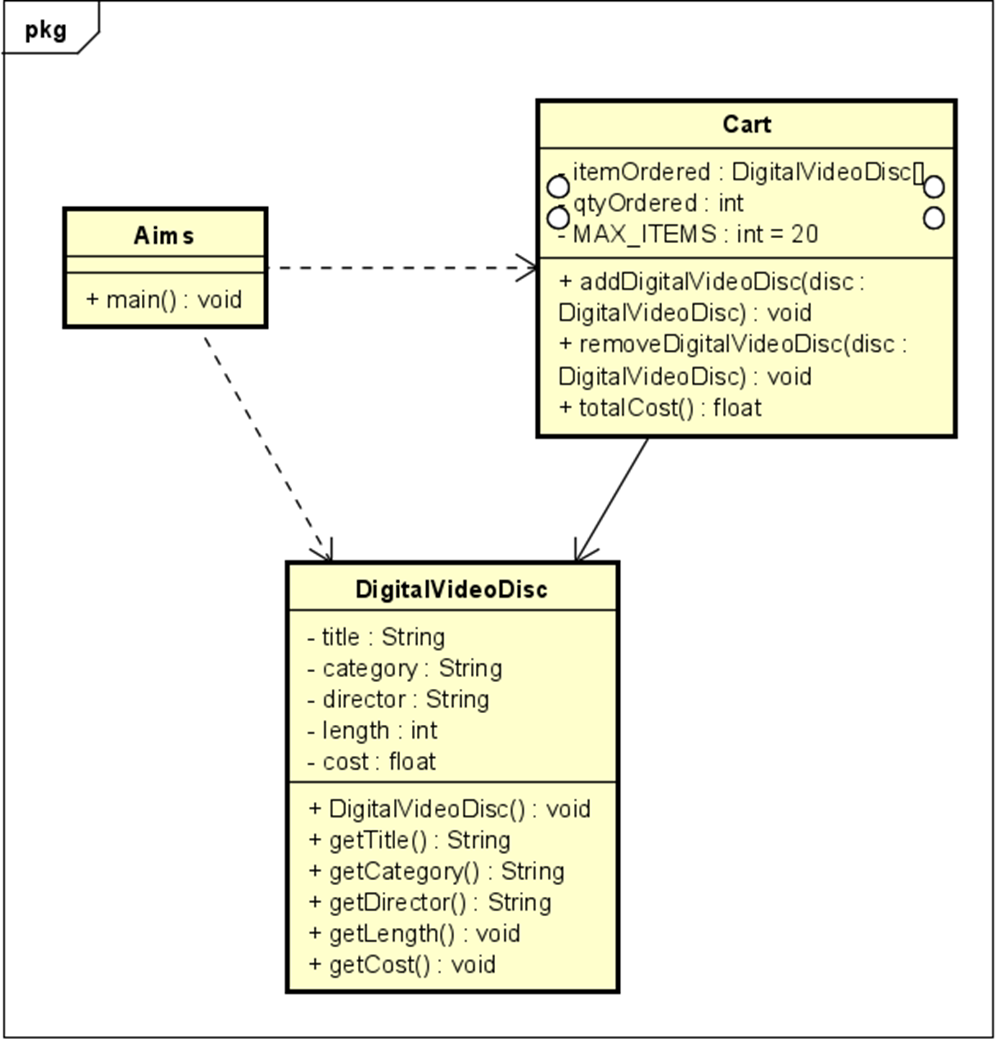 pkg
Aims
+ main() : void
Cart
- itemOrdered : DigitalVideoDisc[]
- qtyOrdered : int
- MAX_ITEMS : int = 20
+ addDigitalVideoDisc(disc :
DigitalVideoDisc) : void
+ removeDigitalVideoDisc(disc :
DigitalVideoDisc) : void
+ totalCost() : float
DigitalVideoDisc
- title : String
- category : String
- director : String
- length : int
- cost : float
+ DigitalVideoDisc() : void
+ getTitle() : String
+ getCategory() : String
+ getDirector() : String
+ getLength() : void
+ getCost() : void